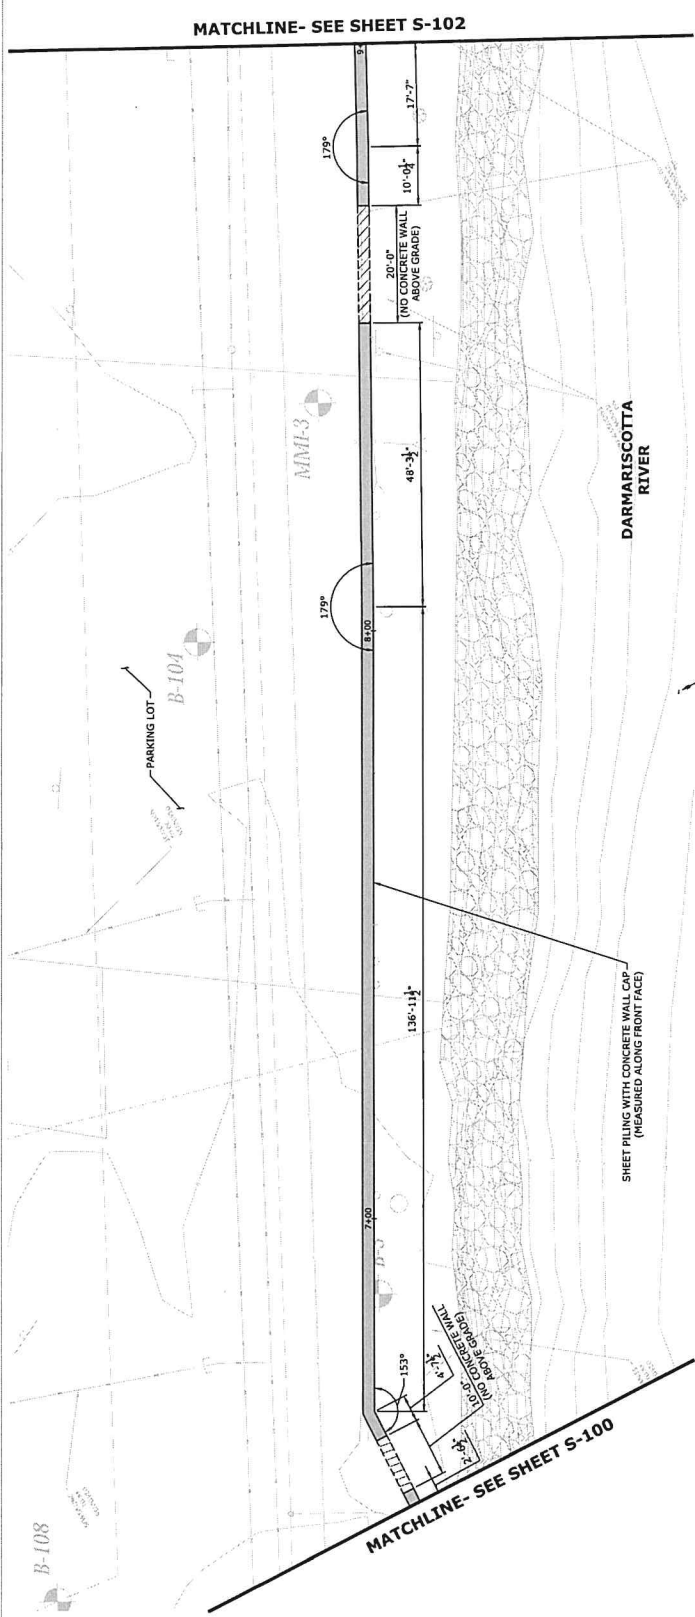 MATCHLINE- SEE SHEET S-102
9+
17'-7"
179°
10'-0¼"
20'-0"
(NO CONCRETE WALL
ABOVE GRADE)
MMI-3
48'-3½"
DARMARISCOTTA
RIVER
179°
8+00
B-104
PARKING LOT
136'-11½"
SHEET PILING WITH CONCRETE WALL CAP
(MEASURED ALONG FRONT FACE)
7+00
B-5
153°
4'-7½"
10'-0"
(NO CONCRETE WALL
ABOVE GRADE)
2'-6½"
MATCHLINE- SEE SHEET S-100
B-108